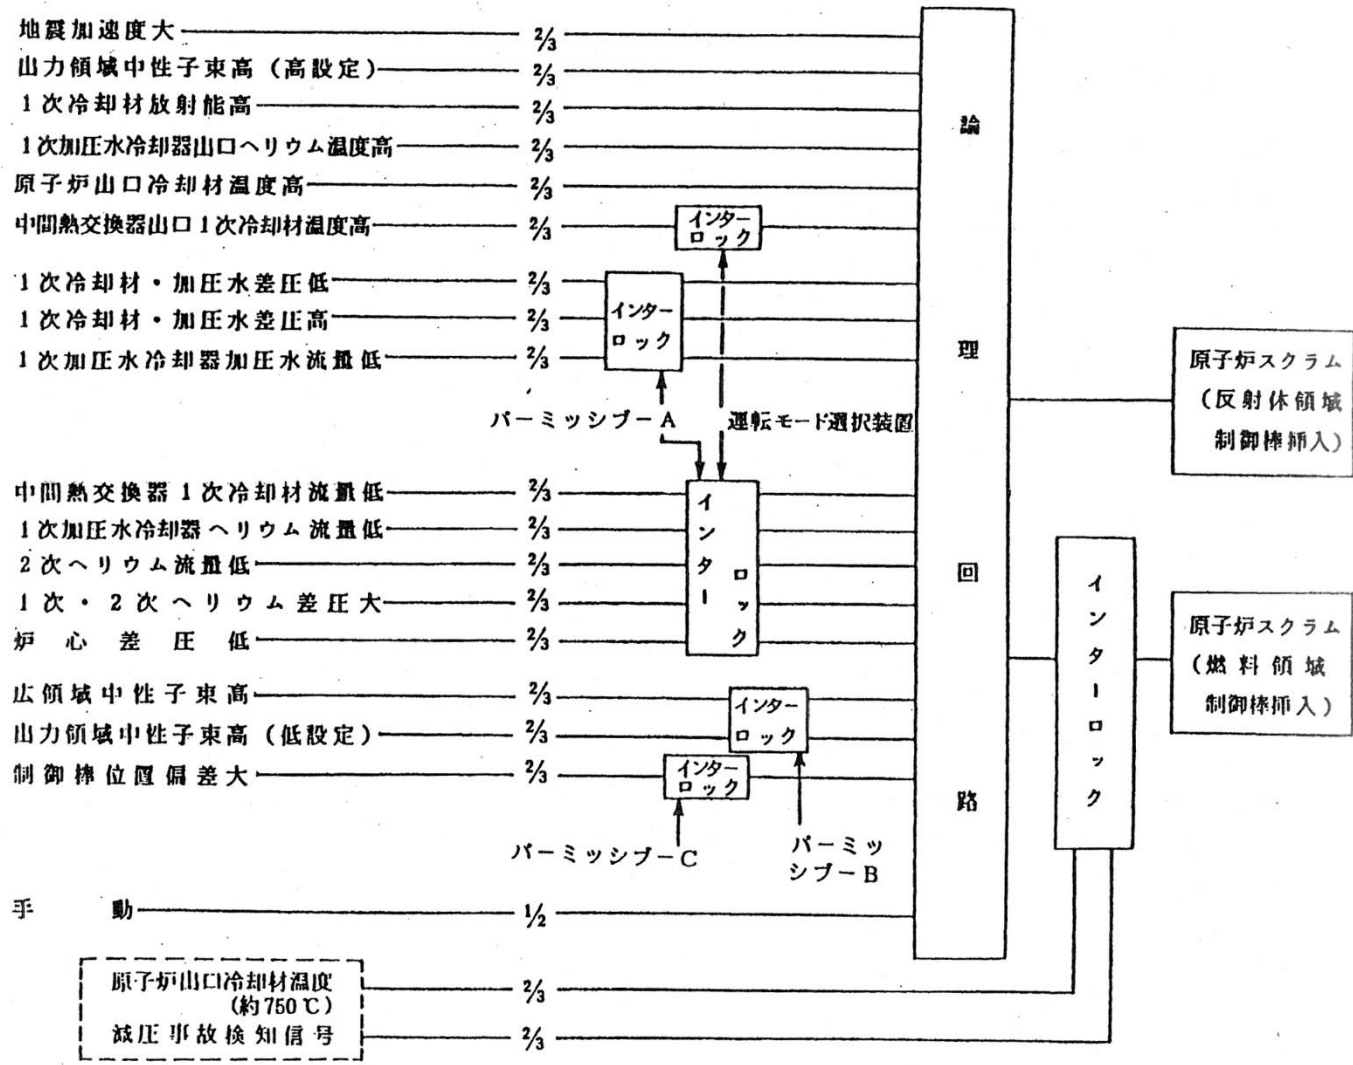 地震加速度大 2/3
出力領域中性子束高（高設定） 2/3
1次冷却材放射能高 2/3
1次加圧水冷却器出口ヘリウム温度高 2/3
原子炉出口冷却材温度高 2/3
中間熱交換器出口1次冷却材温度高 2/3
インター
ロック
1次冷却材・加圧水差圧低 2/3
1次冷却材・加圧水差圧高 2/3
1次加圧水冷却器加圧水流量低 2/3
インター
ロック
パーミッシブーA
運転モード選択装置
中間熱交換器1次冷却材流量低 2/3
1次加圧水冷却器ヘリウム流量低 2/3
2次ヘリウム流量低 2/3
1次・2次ヘリウム差圧大 2/3
炉心差圧低 2/3
インター
ロック
広領域中性子束高 2/3
出力領域中性子束高（低設定） 2/3
インター
ロック
制御棒位置偏差大 2/3
インター
ロック
パーミッシブーC
パーミッ
シブーB
手動 1/2
原子炉出口冷却材温度 2/3
(約750℃)
減圧事故検知信号 2/3
論理回路
インターロック
原子炉スクラム
（反射体領域
制御棒挿入）
原子炉スクラム
（燃料領域
制御棒挿入）